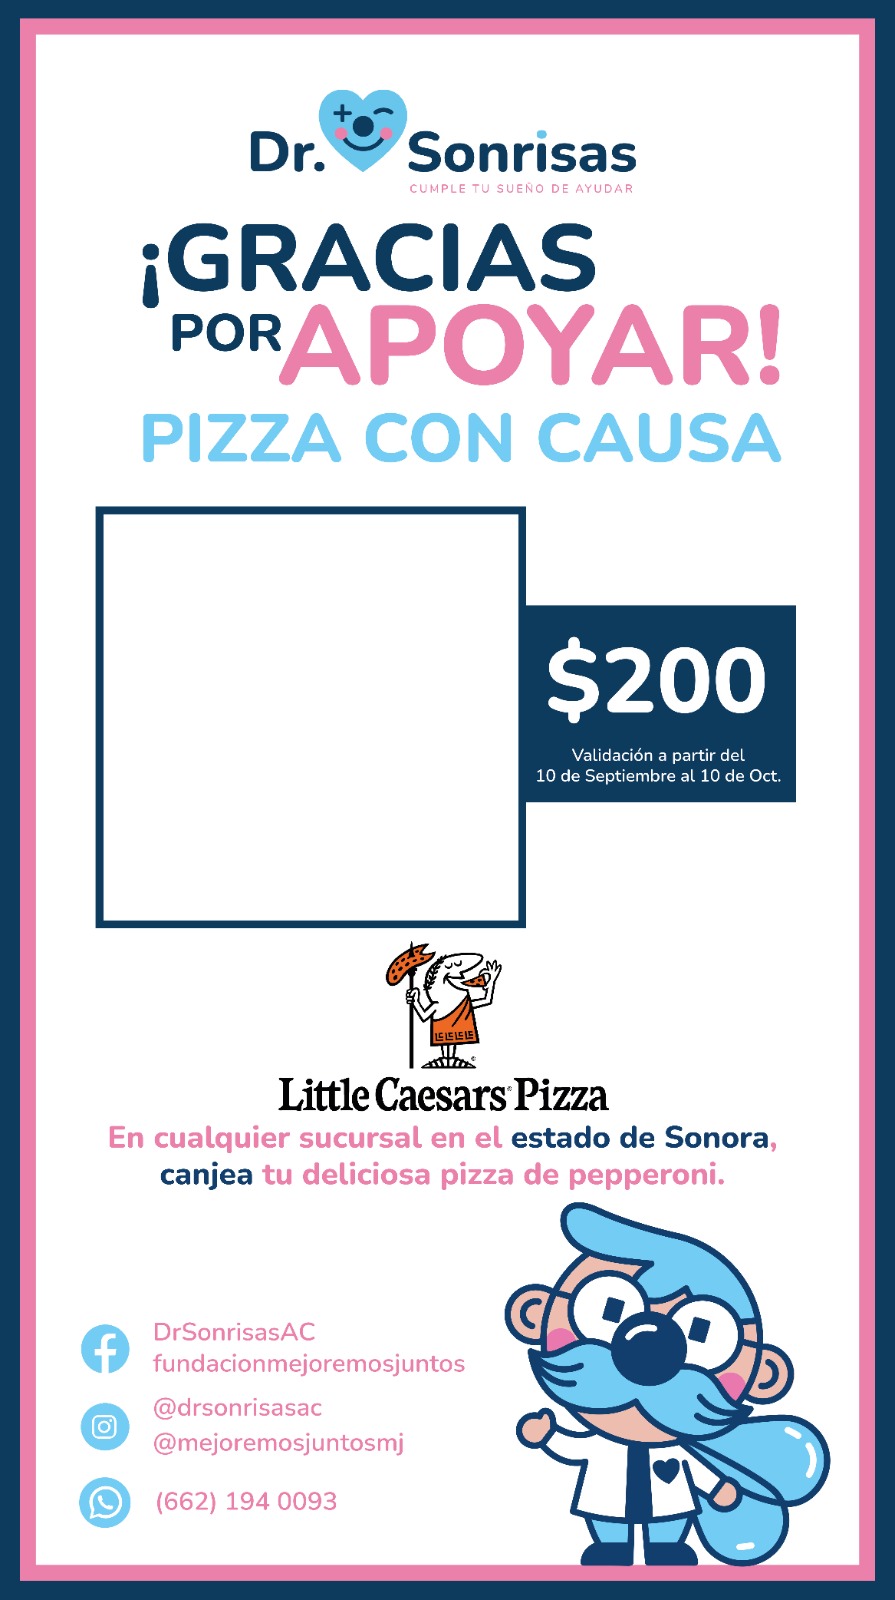 Dr. Sonrisas
CUMPLE TU SUEÑO DE AYUDAR
¡GRACIAS
POR APOYAR!
PIZZA CON CAUSA
$200
Validación a partir del
10 de Septiembre al 10 de Oct.
Little Caesars Pizza
En cualquier sucursal en el estado de Sonora,
canjea tu deliciosa pizza de pepperoni.
DrSonrisasAC
fundacionmejoremosjuntos
@drsonrisasac
@mejoremosjuntosmj
(662) 194 0093